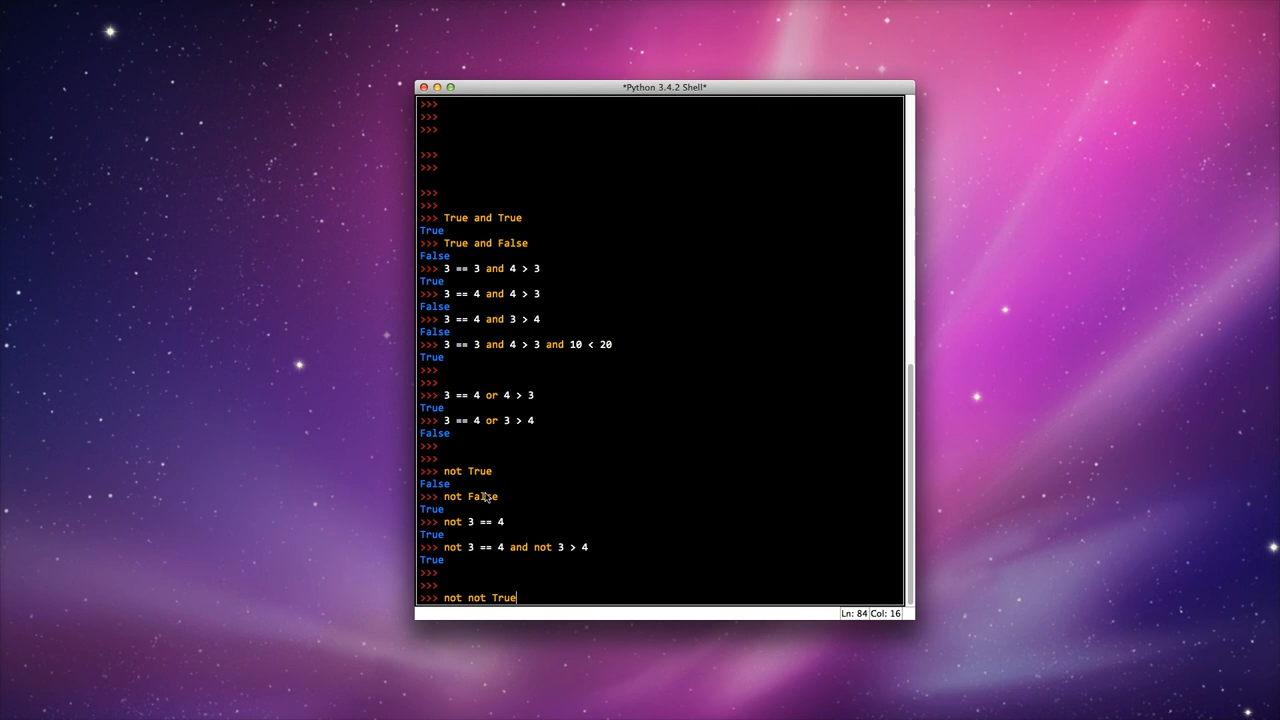 *Python 3.4.2 Shell*
>>>
>>>
>>>
>>>
>>>
>>>
>>>
>>> True and True
True
>>> True and False
False
>>> 3 == 3 and 4 > 3
True
>>> 3 == 4 and 4 > 3
False
>>> 3 == 4 and 3 > 4
False
>>> 3 == 3 and 4 > 3 and 10 < 20
True
>>>
>>>
>>> 3 == 4 or 4 > 3
True
>>> 3 == 4 or 3 > 4
False
>>>
>>>
>>> not True
False
>>> not False
True
>>> not 3 == 4
True
>>> not 3 == 4 and not 3 > 4
True
>>>
>>>
>>> not not True
Ln: 84 Col: 16